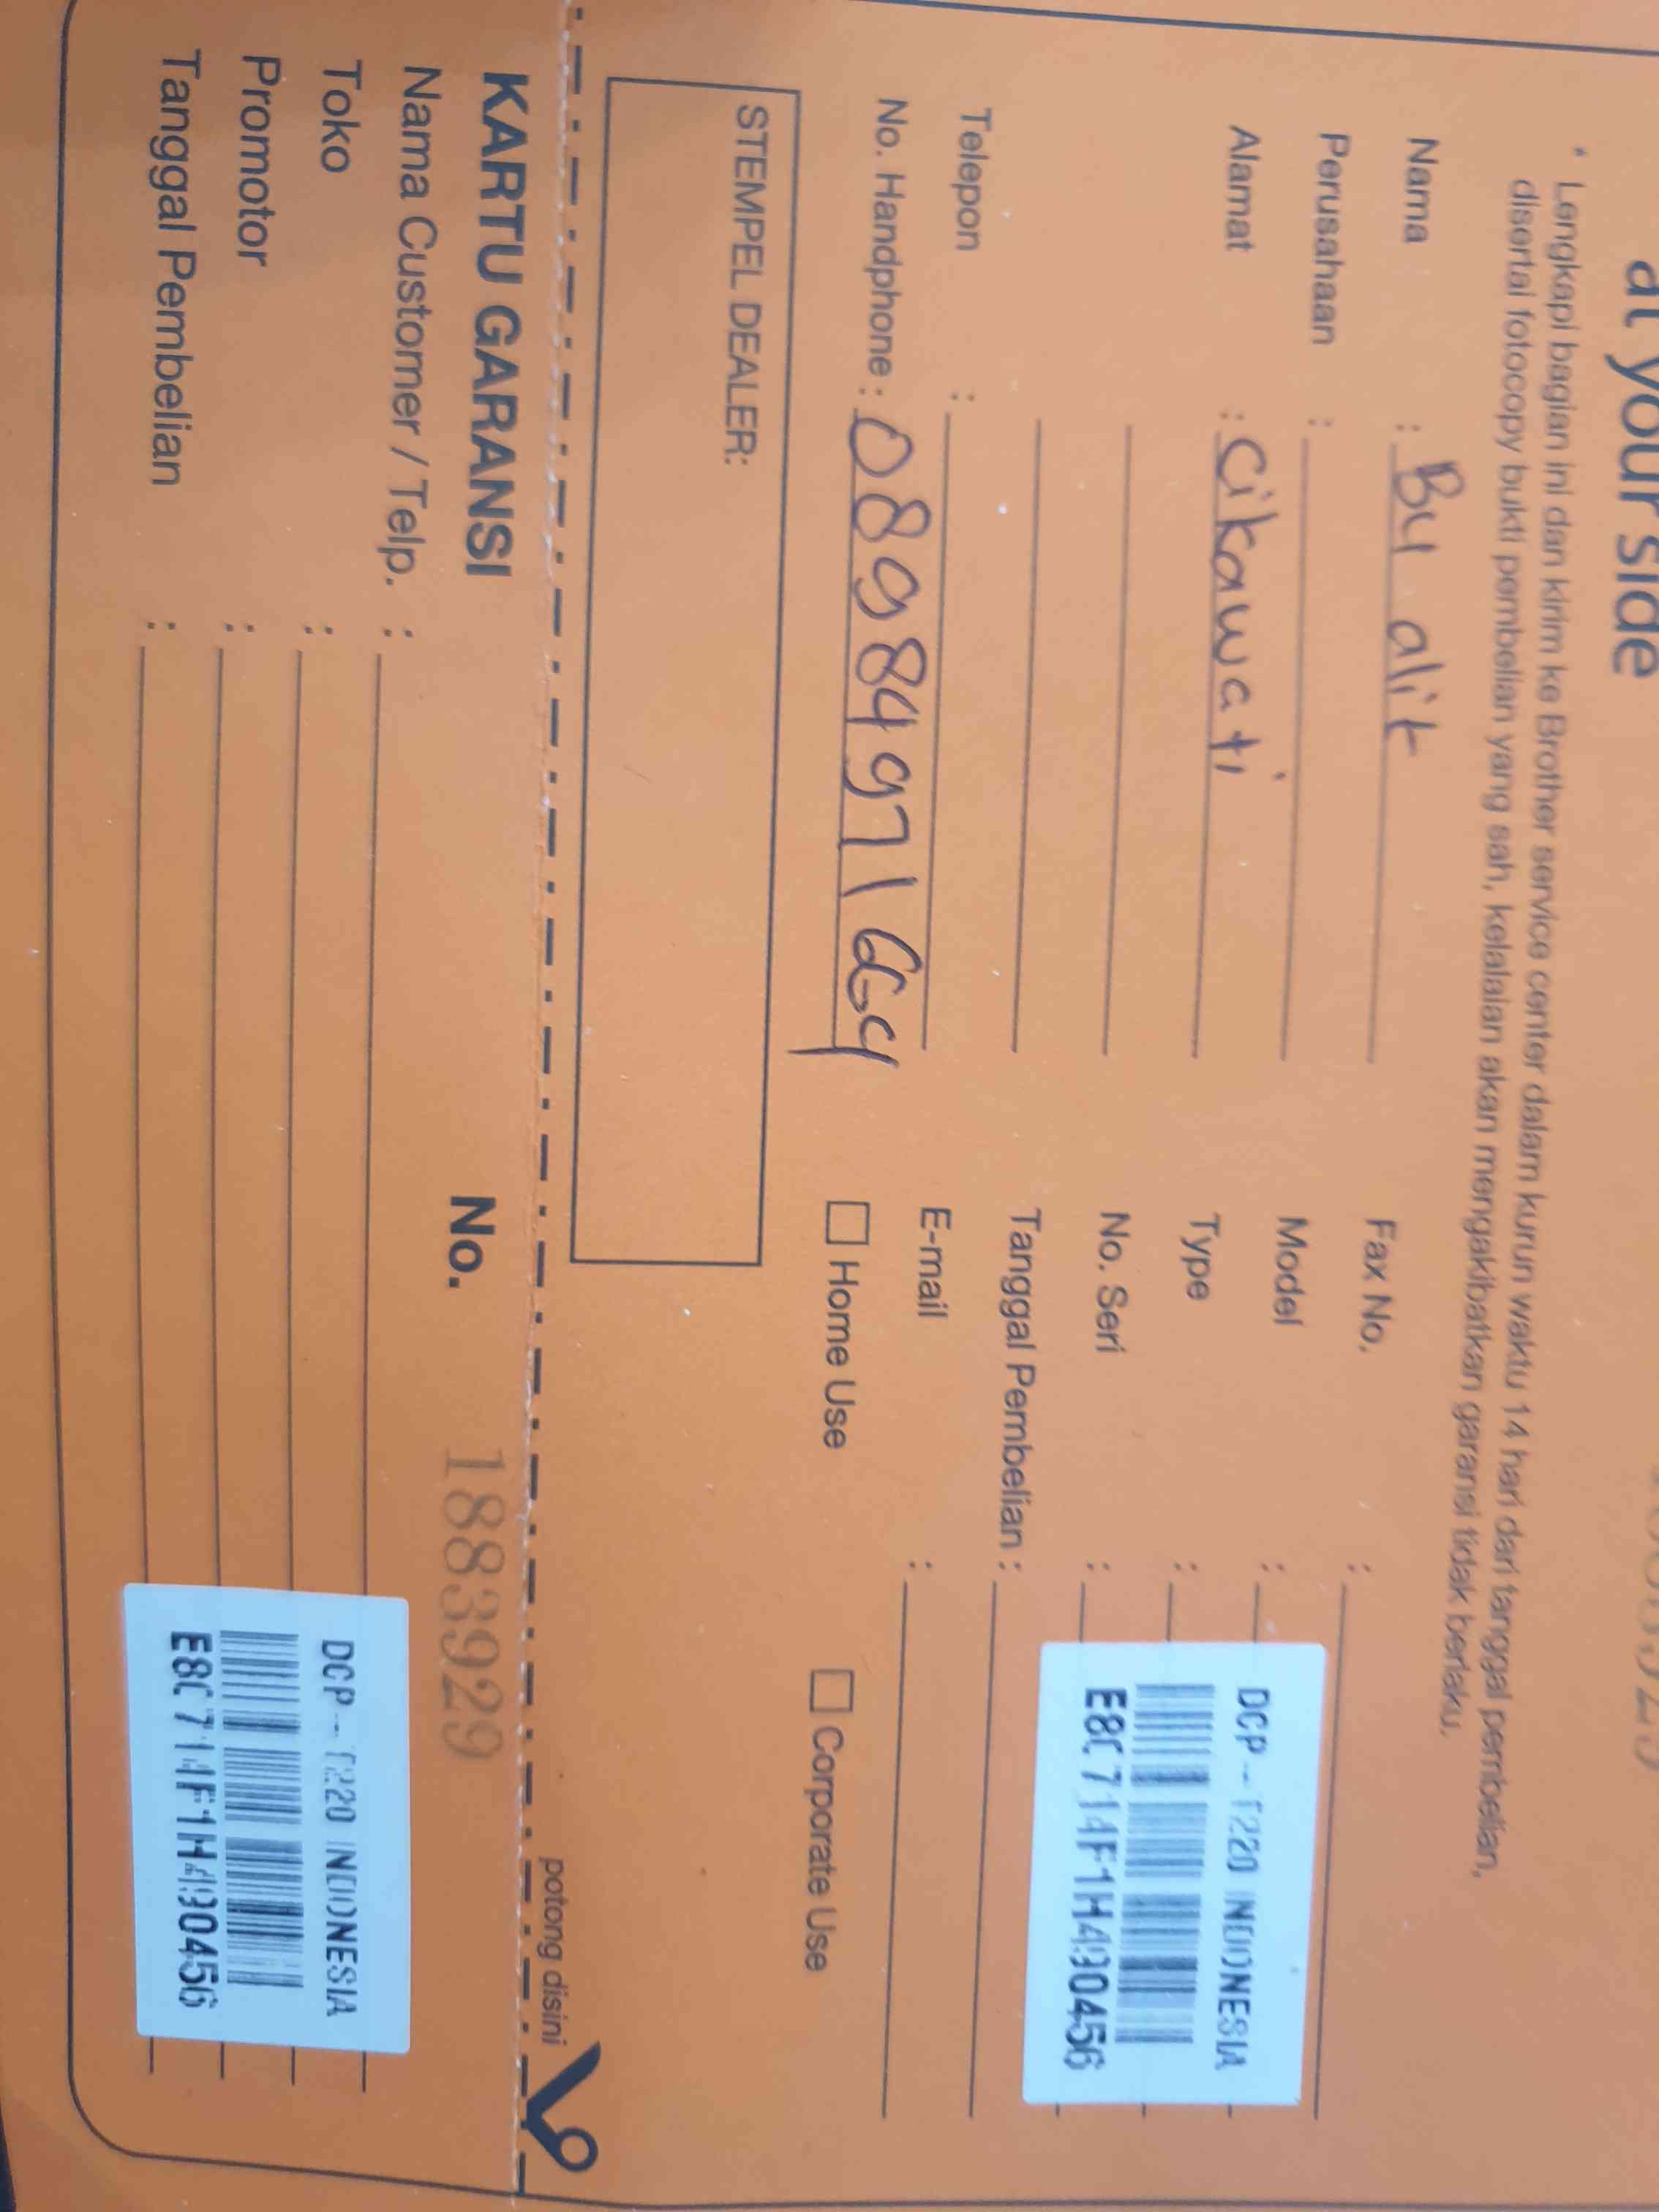 at your side
* Lengkapi bagian ini dan kirim ke Brother service center dalam kurun waktu 14 hari dari tanggal pembelian,
disertai fotocopy bukti pembelian yang sah, kelalaian akan mengakibatkan garansi tidak berlaku.
Nama : Bu alit
Perusahaan :
Alamat : Cikawati
Telepon :
No. Handphone :
Fax No. :
Model :
Type :
No. Seri :
Tanggal Pembelian :
E-mail :
Home Use
Corporate Use
DCP-T220 INDONESIA
E8C714F1H490456
STEMPEL DEALER:
potong disini
KARTU GARANSI
No. 1883929
Nama Customer / Telp. :
Toko :
Promotor :
Tanggal Pembelian :
DCP-T220 INDONESIA
E8C714F1H490456